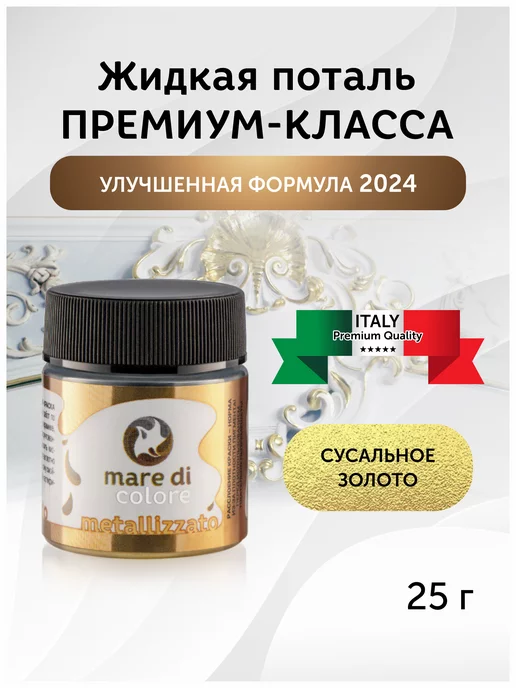 Жидкая поталь
ПРЕМИУМ-КЛАССА
УЛУЧШЕННАЯ ФОРМУЛА 2024
ITALY
Premium Quality
СУСАЛЬНОЕ
ЗОЛОТО
mare di
colore
metallizzato
25 г